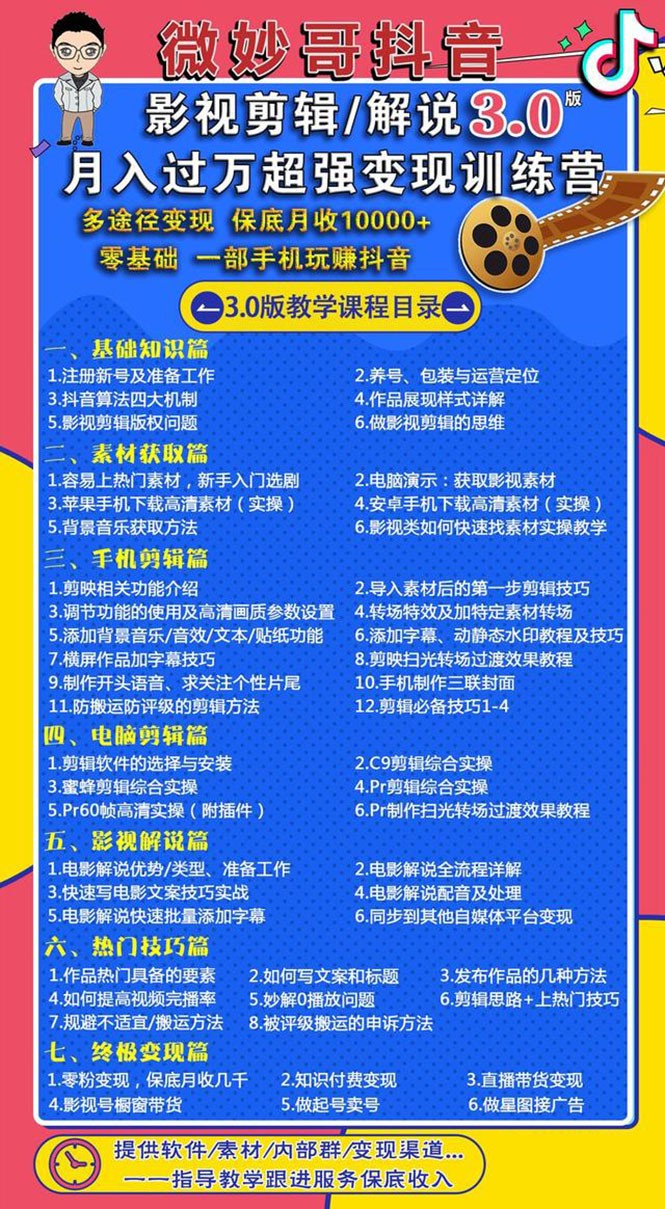 微妙哥抖音
影视剪辑/解说3.0版
月入过万超强变现训练营
多途径变现 保底月收10000+
零基础 一部手机玩赚抖音
3.0版教学课程目录
一、基础知识篇
1.注册新号及准备工作 2.养号、包装与运营定位
3.抖音算法四大机制 4.作品展现样式详解
5.影视剪辑版权问题 6.做影视剪辑的思维
二、素材获取篇
1.容易上热门素材，新手入门选剧 2.电脑演示：获取影视素材
3.苹果手机下载高清素材（实操） 4.安卓手机下载高清素材（实操）
5.背景音乐获取方法 6.影视类如何快速找素材实操教学
三、手机剪辑篇
1.剪映相关功能介绍 2.导入素材后的第一步剪辑技巧
3.调节功能的使用及高清画质参数设置 4.转场特效及加特定素材转场
5.添加背景音乐/音效/文本/贴纸功能 6.添加字幕、动静态水印教程及技巧
7.横屏作品加字幕技巧 8.剪映扫光转场过渡效果教程
9.制作开头语音、求关注个性片尾 10.手机制作三联封面
11.防搬运防评级的剪辑方法 12.剪辑必备技巧1-4
四、电脑剪辑篇
1.剪辑软件的选择与安装 2.C9剪辑综合实操
3.蜜蜂剪辑综合实操 4.Pr剪辑综合实操
5.Pr60帧高清实操（附插件） 6.Pr制作扫光转场过渡效果教程
五、影视解说篇
1.电影解说优势/类型、准备工作 2.电影解说全流程详解
3.快速写电影文案技巧实战 4.电影解说配音及处理
5.电影解说快速批量添加字幕 6.同步到其他自媒体平台变现
六、热门技巧篇
1.作品热门具备的要素 2.如何写文案和标题 3.发布作品的几种方法
4.如何提高视频完播率 5.妙解0播放问题 6.剪辑思路+上热门技巧
7.规避不适宜/搬运方法 8.被评级搬运的申诉方法
七、终极变现篇
1.零粉变现，保底月收几千 2.知识付费变现 3.直播带货变现
4.影视号橱窗带货 5.做起号卖号 6.做星图接广告
提供软件/素材/内部群/变现渠道...
一一指导教学跟进服务保底收入